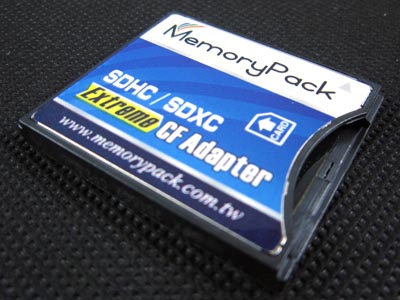 MemoryPack
SDHC / SDXC
Extreme CF Adapter
CARD
www.memorypack.com.tw